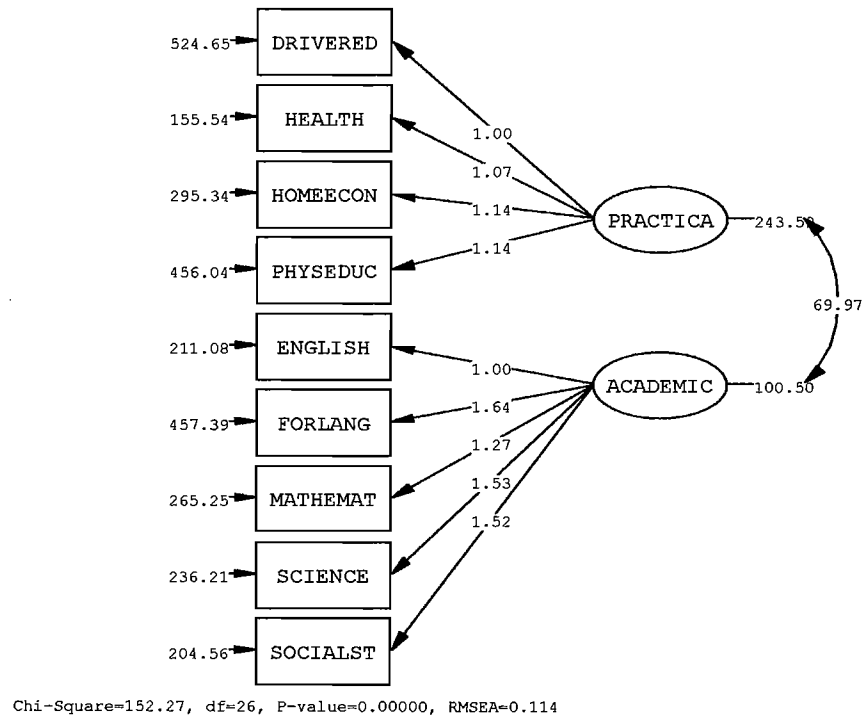 524.65 DRIVERED
1.00
155.54 HEALTH
1.07
295.34 HOMEECON
1.14
PRACTICA 243.50
456.04 PHYSEDUC
1.14
69.97
211.08 ENGLISH
1.00
ACADEMIC 100.50
457.39 FORLANG
1.64
1.27
265.25 MATHEMAT
1.53
1.52
236.21 SCIENCE
204.56 SOCIALST
Chi-Square=152.27, df=26, P-value=0.00000, RMSEA=0.114